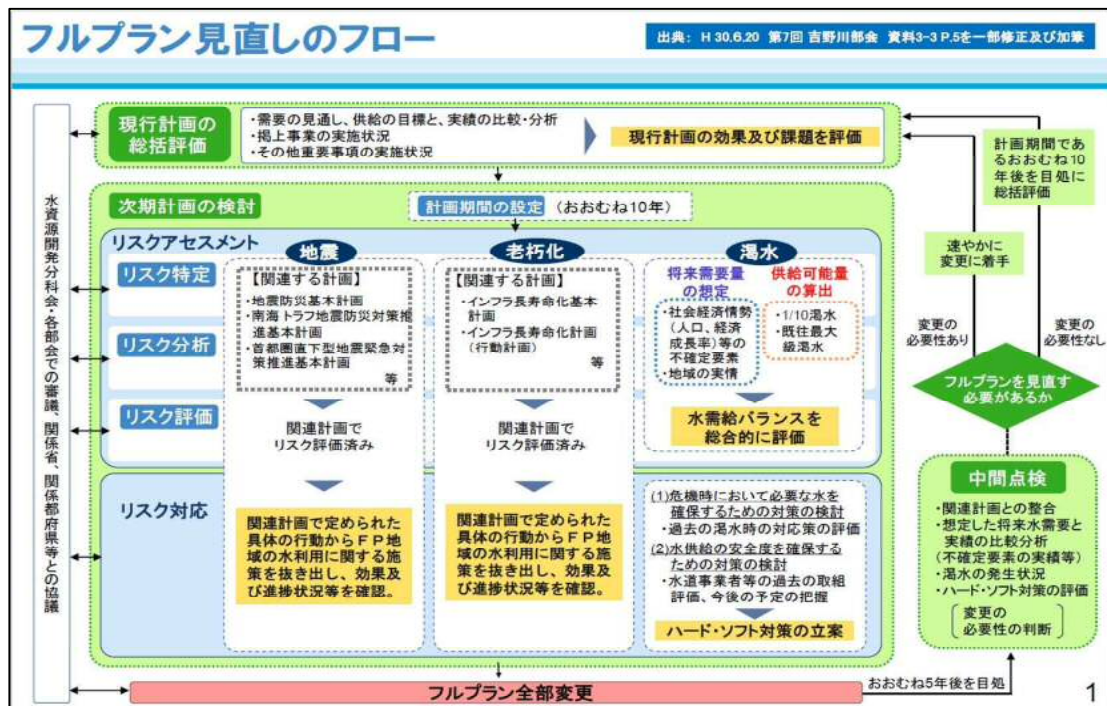 フルプラン見直しのフロー
出典： H 30.6.20 第7回 吉野川部会 資料3-3 P.5を一部修正及び加筆
水資源開発分科会・各部会での審議、関係省、関係都府県等との協議
現行計画の
総括評価
・需要の見通し、供給の目標と、実績の比較・分析
・掲上事業の実施状況
・その他重要事項の実施状況
現行計画の効果及び課題を評価
次期計画の検討
計画期間の設定（おおむね10年）
リスクアセスメント
リスク特定
リスク分析
リスク評価
リスク対応
地震
【関連する計画】
・地震防災基本計画
・南海トラフ地震防災対策推
進基本計画
・首都圏直下型地震緊急対
策推進基本計画
等
関連計画で
リスク評価済み
関連計画で定められた
具体の行動からＦＰ地
域の水利用に関する施
策を抜き出し、効果及
び進捗状況等を確認。
老朽化
【関連する計画】
・インフラ長寿命化基本
計画
・インフラ長寿命化計画
（行動計画）
等
関連計画で
リスク評価済み
関連計画で定められた
具体の行動からＦＰ地
域の水利用に関する施
策を抜き出し、効果及
び進捗状況等を確認。
渇水
将来需要量
の想定
・社会経済情勢
（人口、経済
成長率）等の
不確定要素
・地域の実情
供給可能量
の算出
・1/10渇水
・既往最大
級渇水
水需給バランスを
総合的に評価
(1)危機時において必要な水を
確保するための対策の検討
・過去の渇水時の対応策の評価
(2)水供給の安全度を確保する
ための対策の検討
・水道事業者等の過去の取組
評価、今後の予定の把握
ハード・ソフト対策の立案
フルプラン全部変更
おおむね5年後を目処
中間点検
・関連計画との整合
・想定した将来水需要と
実績の比較分析
（不確定要素の実績等）
・渇水の発生状況
・ハード・ソフト対策の評価
変更の
必要性の判断
フルプランを見直す
必要があるか
変更の
必要性あり
変更の
必要性なし
速やかに
変更に着手
計画期間で
あるおおむね10
年後を目処に
総括評価
1